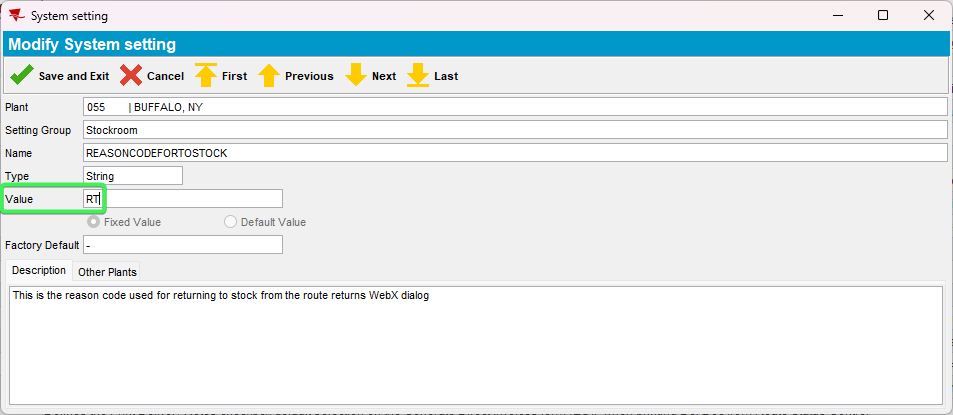 System setting
Modify System setting
Save and Exit Cancel First Previous Next Last
Plant 055 | BUFFALO, NY
Setting Group Stockroom
Name REASONCODEFORTOSTOCK
Type String
Value RT
Fixed Value Default Value
Factory Default -
Description Other Plants
This is the reason code used for returning to stock from the route returns WebX dialog